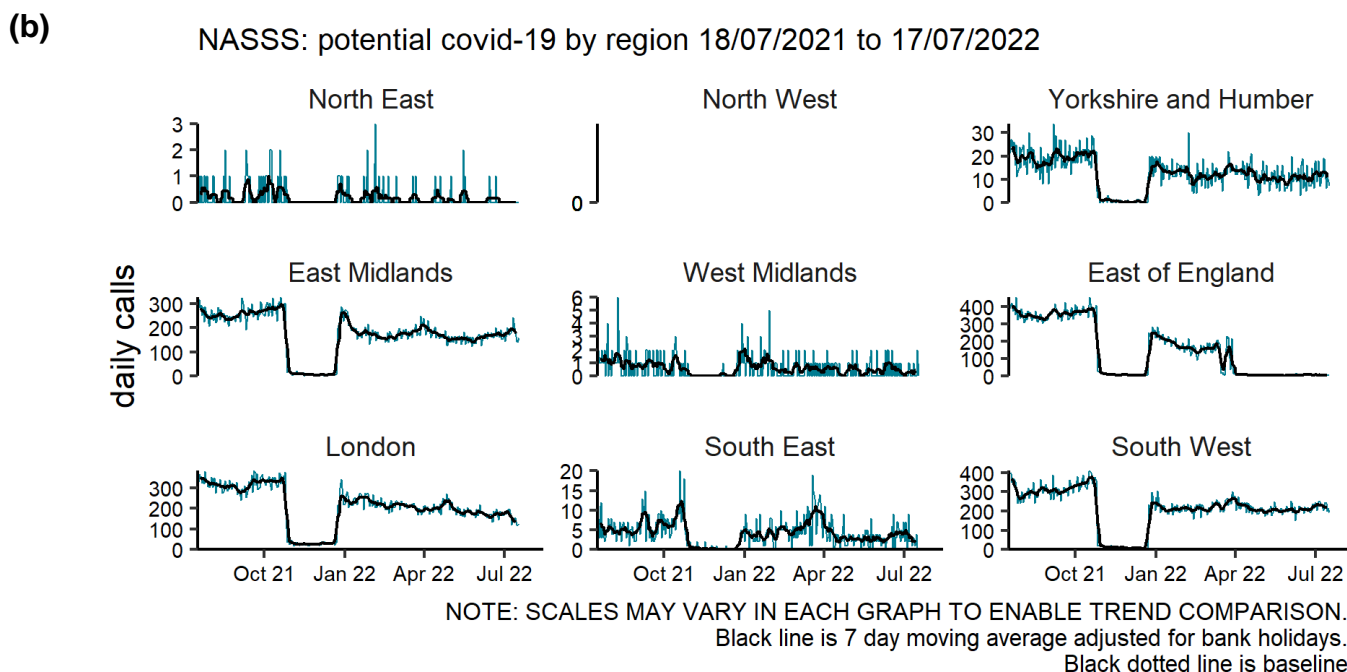 (b)
NASSS: potential covid-19 by region 18/07/2021 to 17/07/2022
North East
North West
Yorkshire and Humber
3
2
1
0
0
30
20
10
0
daily calls
East Midlands
West Midlands
East of England
300
200
100
0
6
5
4
3
2
1
0
400
300
200
100
0
London
South East
South West
300
200
100
0
20
15
10
5
0
400
300
200
100
0
Oct 21 Jan 22 Apr 22 Jul 22
Oct 21 Jan 22 Apr 22 Jul 22
Oct 21 Jan 22 Apr 22 Jul 22
NOTE: SCALES MAY VARY IN EACH GRAPH TO ENABLE TREND COMPARISON.
Black line is 7 day moving average adjusted for bank holidays.
Black dotted line is baseline